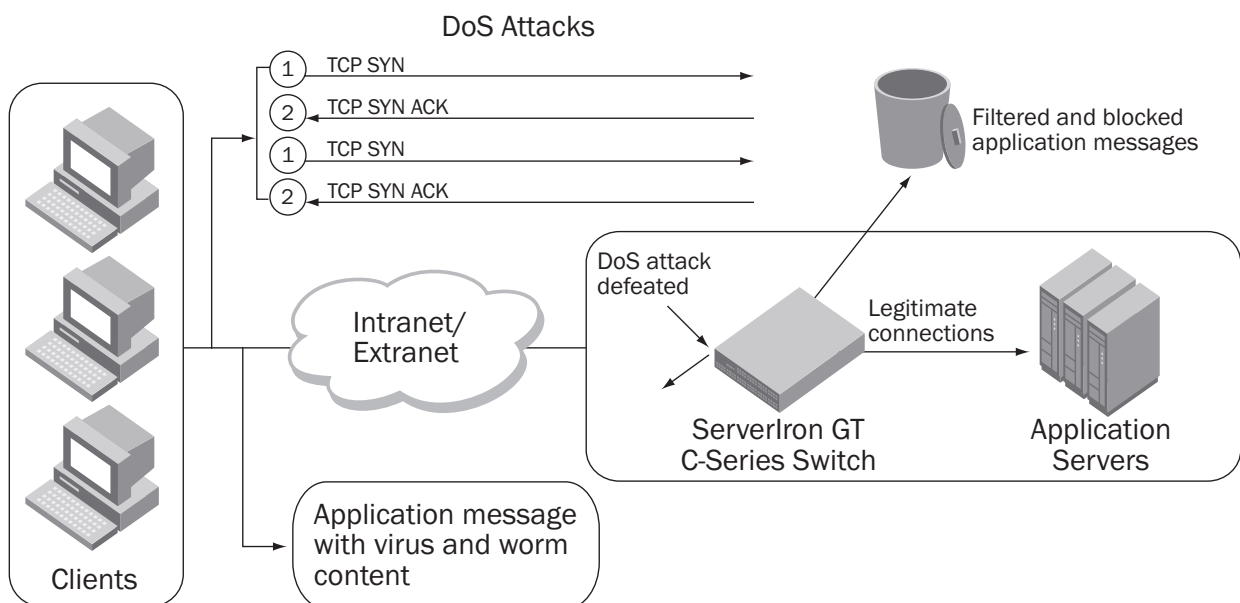 DoS Attacks
1 TCP SYN
2 TCP SYN ACK
1 TCP SYN
2 TCP SYN ACK
Filtered and blocked
application messages
DoS attack
defeated
Intranet/
Extranet
Legitimate
connections
ServerIron GT
C-Series Switch
Application
Servers
Application message
with virus and worm
content
Clients